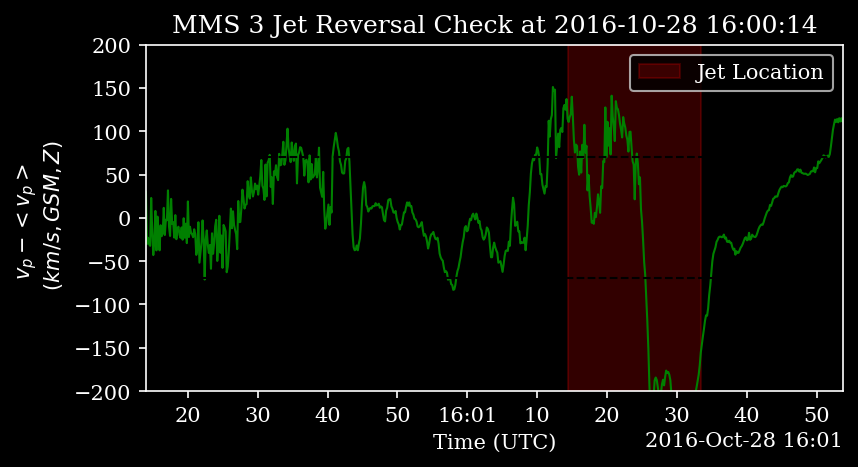 MMS 3 Jet Reversal Check at 2016-10-28 16:00:14
Jet Location
200
150
100
50
0
−50
−100
−150
−200
v_p − <v_p>
(km/s, GSM, Z)
20 30 40 50 16:01 10 20 30 40 50
Time (UTC)
2016-Oct-28 16:01